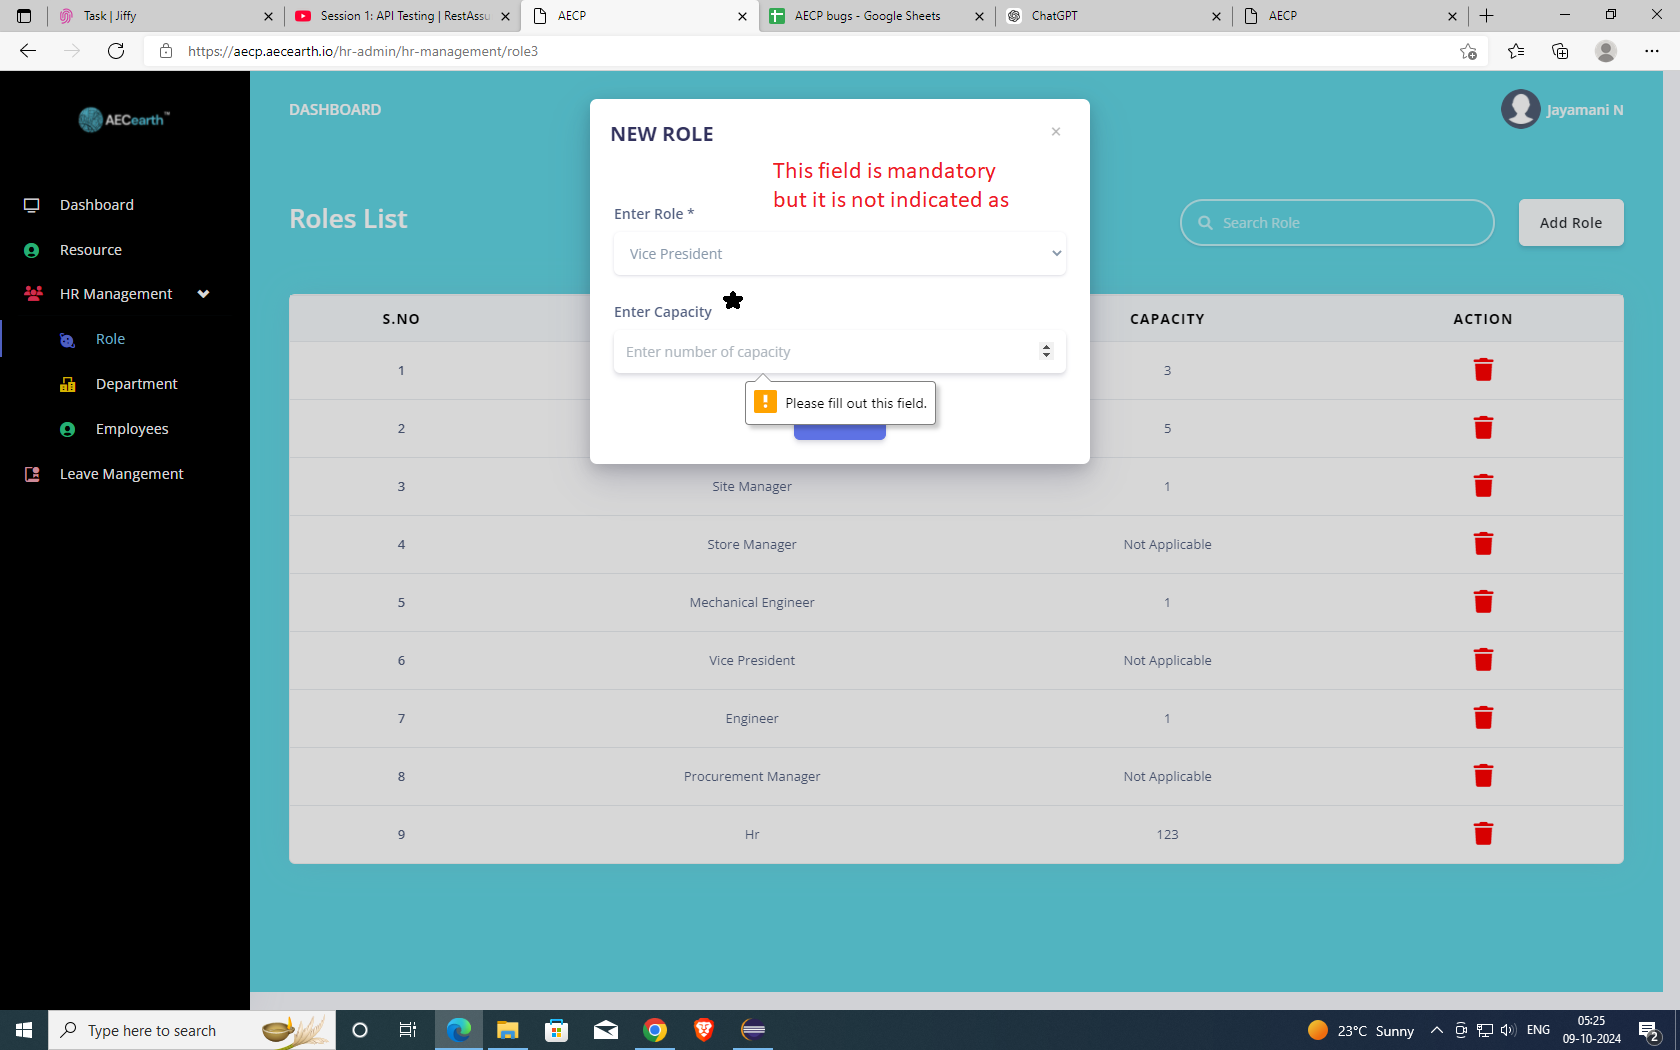 Task | Jiffy
Session 1: API Testing | RestAssu
AECP
AECP bugs - Google Sheets
ChatGPT
AECP
https://aecp.aecearth.io/hr-admin/hr-management/role3
AECearth™
DASHBOARD
Jayamani N
NEW ROLE
×
This field is mandatory
but it is not indicated as
Dashboard
Resource
HR Management
Role
Department
Employees
Leave Mangement
Roles List
Search Role
Add Role
Enter Role *
Vice President
Enter Capacity
Enter number of capacity
Please fill out this field.
S.NO CAPACITY ACTION
1 3
2 5
3 Site Manager 1
4 Store Manager Not Applicable
5 Mechanical Engineer 1
6 Vice President Not Applicable
7 Engineer 1
8 Procurement Manager Not Applicable
9 Hr 123
Type here to search
23°C Sunny
ENG
05:25
09-10-2024
2